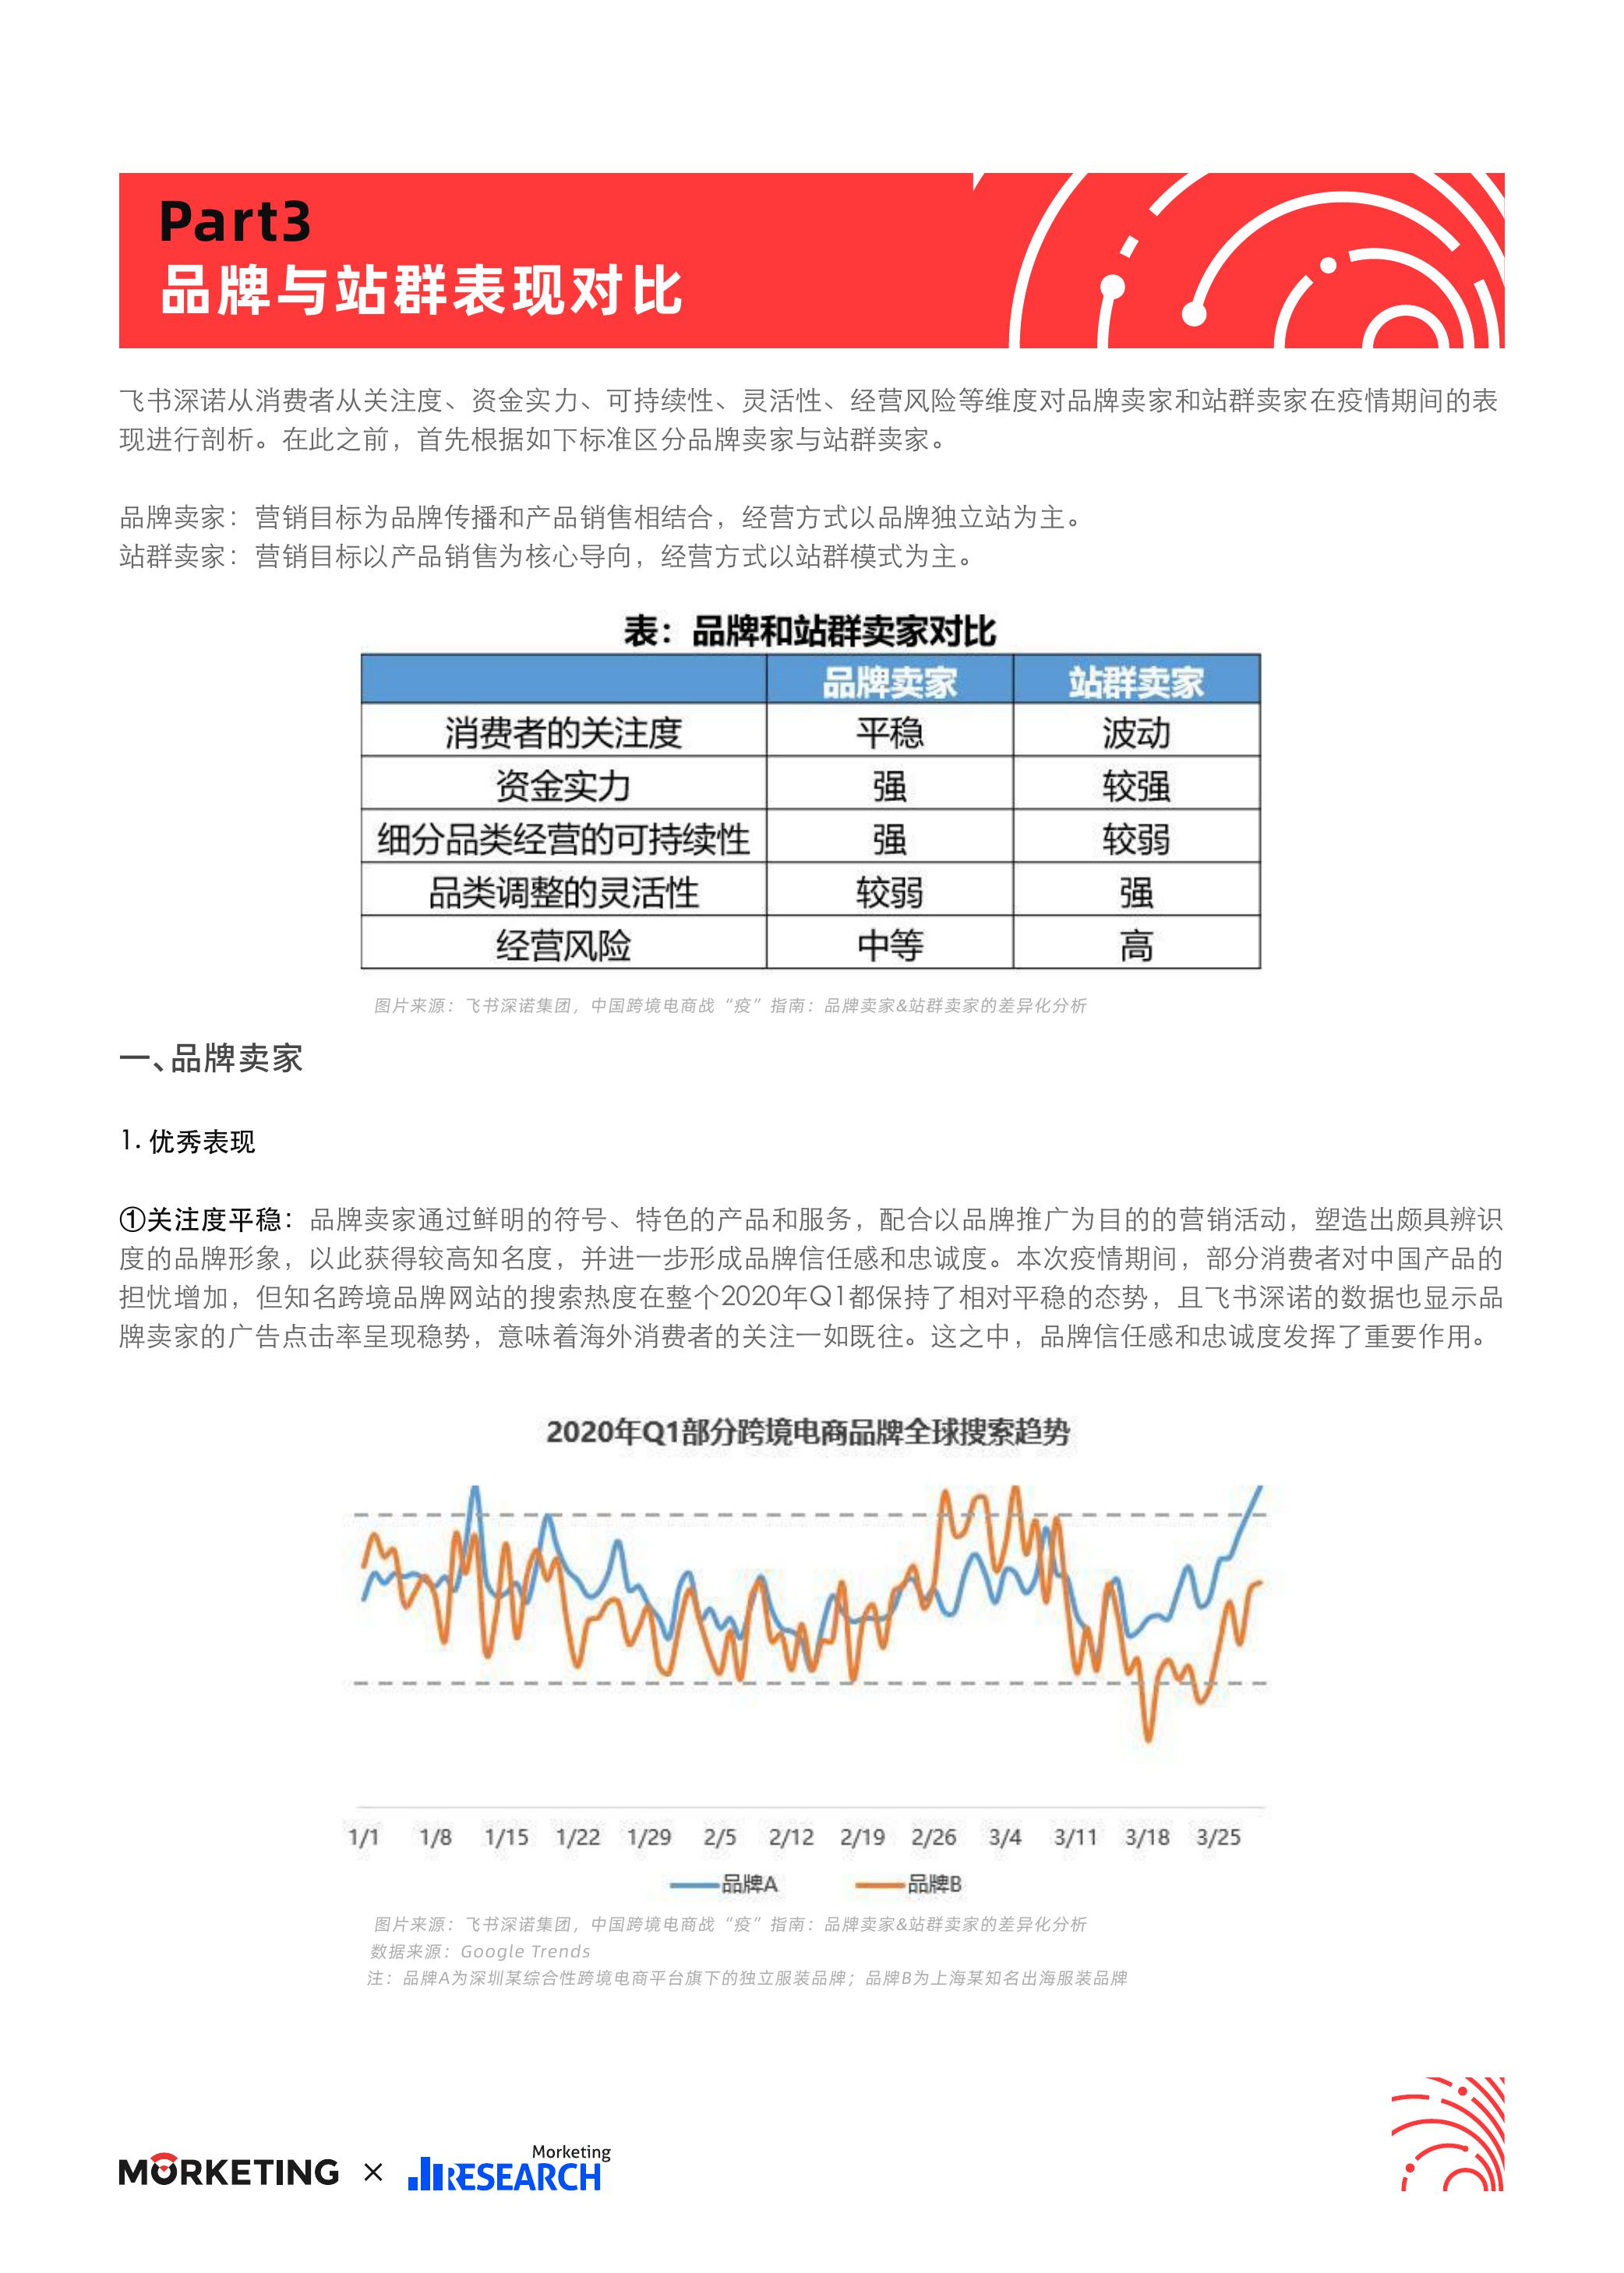 Part3
品牌与站群表现对比
飞书深诺从消费者从关注度、资金实力、可持续性、灵活性、经营风险等维度对品牌卖家和站群卖家在疫情期间的表
现进行剖析。在此之前，首先根据如下标准区分品牌卖家与站群卖家。
品牌卖家：营销目标为品牌传播和产品销售相结合，经营方式以品牌独立站为主。
站群卖家：营销目标以产品销售为核心导向，经营方式以站群模式为主。
表：品牌和站群卖家对比
品牌卖家 站群卖家
消费者的关注度 平稳 波动
资金实力 强 较强
细分品类经营的可持续性 强 较弱
品类调整的灵活性 较弱 强
经营风险 中等 高
图片来源：飞书深诺集团，中国跨境电商战“疫”指南：品牌卖家&站群卖家的差异化分析
一、品牌卖家
1. 优秀表现
①关注度平稳：品牌卖家通过鲜明的符号、特色的产品和服务，配合以品牌推广为目的的营销活动，塑造出颇具辨识
度的品牌形象，以此获得较高知名度，并进一步形成品牌信任感和忠诚度。本次疫情期间，部分消费者对中国产品的
担忧增加，但知名跨境品牌网站的搜索热度在整个2020年Q1都保持了相对平稳的态势，且飞书深诺的数据也显示品
牌卖家的广告点击率呈现稳势，意味着海外消费者的关注一如既往。这之中，品牌信任感和忠诚度发挥了重要作用。
2020年Q1部分跨境电商品牌全球搜索趋势
1/1 1/8 1/15 1/22 1/29 2/5 2/12 2/19 2/26 3/4 3/11 3/18 3/25
品牌A 品牌B
图片来源：飞书深诺集团，中国跨境电商战“疫”指南：品牌卖家&站群卖家的差异化分析
数据来源：Google Trends
注：品牌A为深圳某综合性跨境电商平台旗下的独立服装品牌；品牌B为上海某知名出海服装品牌
MORKETING × Morketing
RESEARCH